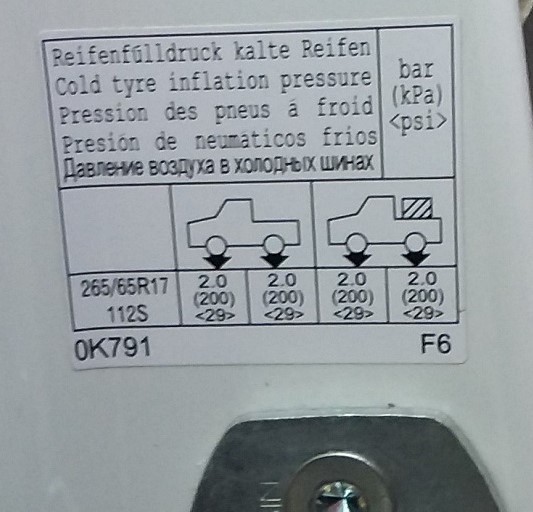 Reifenfülldruck kalte Reifen
Cold tyre inflation pressure
Pression des pneus á froid
Presión de neumáticos frios
Давление воздуха в холодных шинах
bar
(kPa)
<psi>
265/65R17
112S
2.0 2.0 2.0 2.0
(200) (200) (200) (200)
<29> <29> <29> <29>
0K791 F6